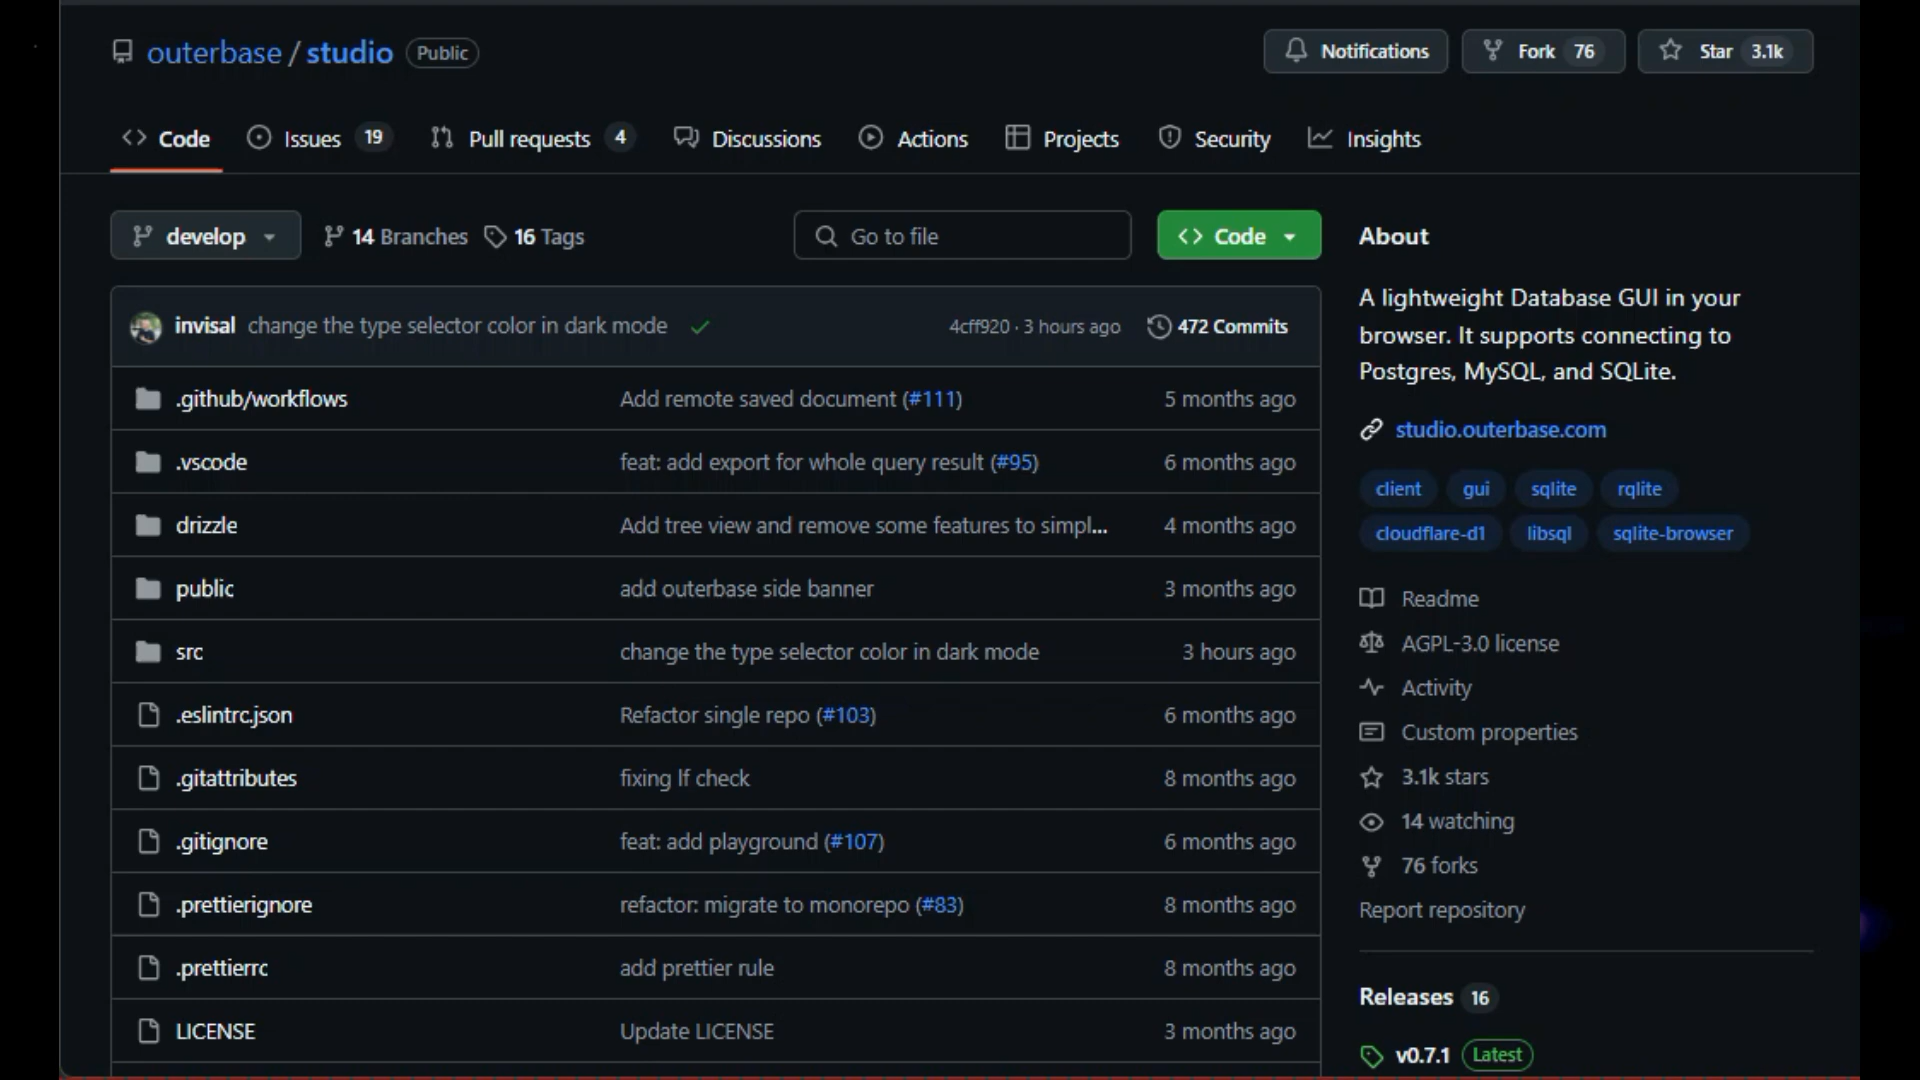 outerbase / studio Public
Notifications Fork 76 Star 3.1k
Code Issues 19 Pull requests 4 Discussions Actions Projects Security Insights
develop 14 Branches 16 Tags Go to file Code
invisal change the type selector color in dark mode 4cff920 · 3 hours ago 472 Commits
.github/workflows Add remote saved document (#111) 5 months ago
.vscode feat: add export for whole query result (#95) 6 months ago
drizzle Add tree view and remove some features to simpl... 4 months ago
public add outerbase side banner 3 months ago
src change the type selector color in dark mode 3 hours ago
.eslintrc.json Refactor single repo (#103) 6 months ago
.gitattributes fixing lf check 8 months ago
.gitignore feat: add playground (#107) 6 months ago
.prettierignore refactor: migrate to monorepo (#83) 8 months ago
.prettierrc add prettier rule 8 months ago
LICENSE Update LICENSE 3 months ago
About
A lightweight Database GUI in your
browser. It supports connecting to
Postgres, MySQL, and SQLite.
studio.outerbase.com
client gui sqlite rqlite
cloudflare-d1 libsql sqlite-browser
Readme
AGPL-3.0 license
Activity
Custom properties
3.1k stars
14 watching
76 forks
Report repository
Releases 16
v0.7.1 Latest